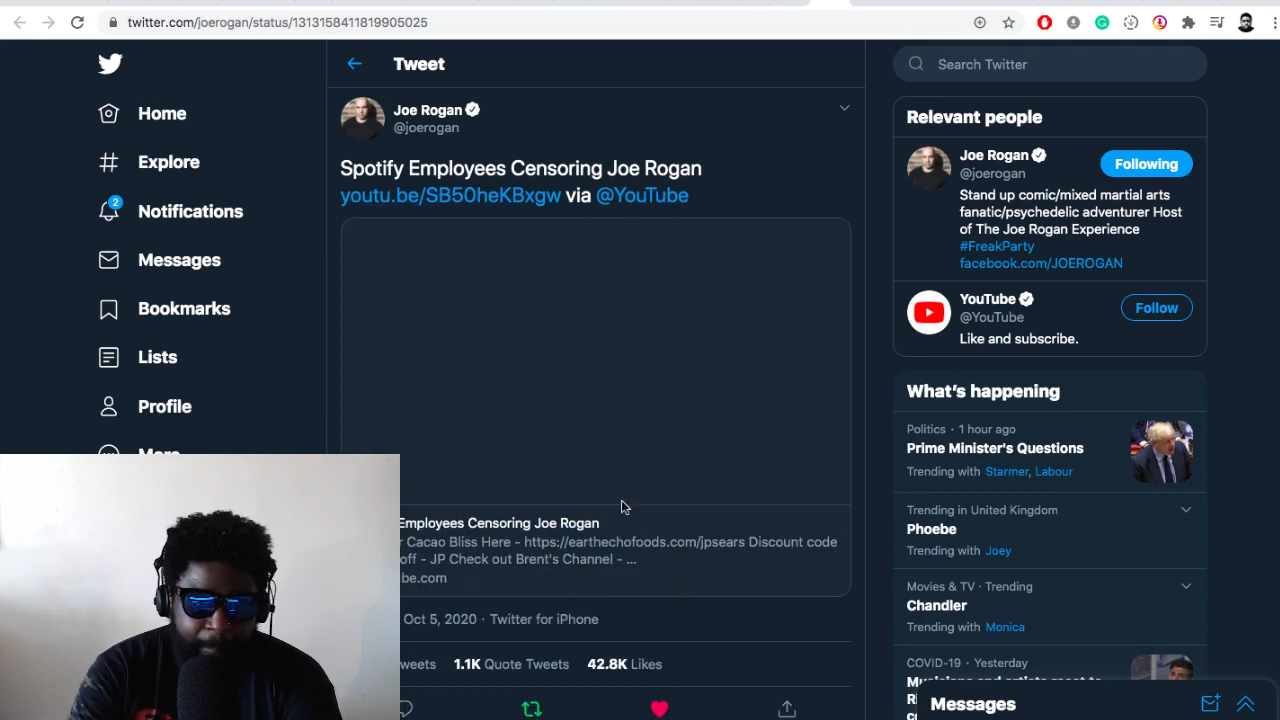 twitter.com/joerogan/status/1313158411819905025
Home
Explore
2
Notifications
Messages
Bookmarks
Lists
Profile
Tweet
Joe Rogan
@joerogan
Spotify Employees Censoring Joe Rogan
youtu.be/SB50heKBxgw via @YouTube
Employees Censoring Joe Rogan
r Cacao Bliss Here - https://earthechofoods.com/jpsears Discount code
off - JP Check out Brent's Channel - ...
be.com
Oct 5, 2020 · Twitter for iPhone
weets 1.1K Quote Tweets 42.8K Likes
Search Twitter
Relevant people
Joe Rogan
@joerogan
Following
Stand up comic/mixed martial arts
fanatic/psychedelic adventurer Host
of The Joe Rogan Experience
#FreakParty
facebook.com/JOEROGAN
YouTube
@YouTube
Follow
Like and subscribe.
What's happening
Politics · 1 hour ago
Prime Minister's Questions
Trending with Starmer, Labour
Trending in United Kingdom
Phoebe
Trending with Joey
Movies & TV · Trending
Chandler
Trending with Monica
COVID-19 · Yesterday
Messages